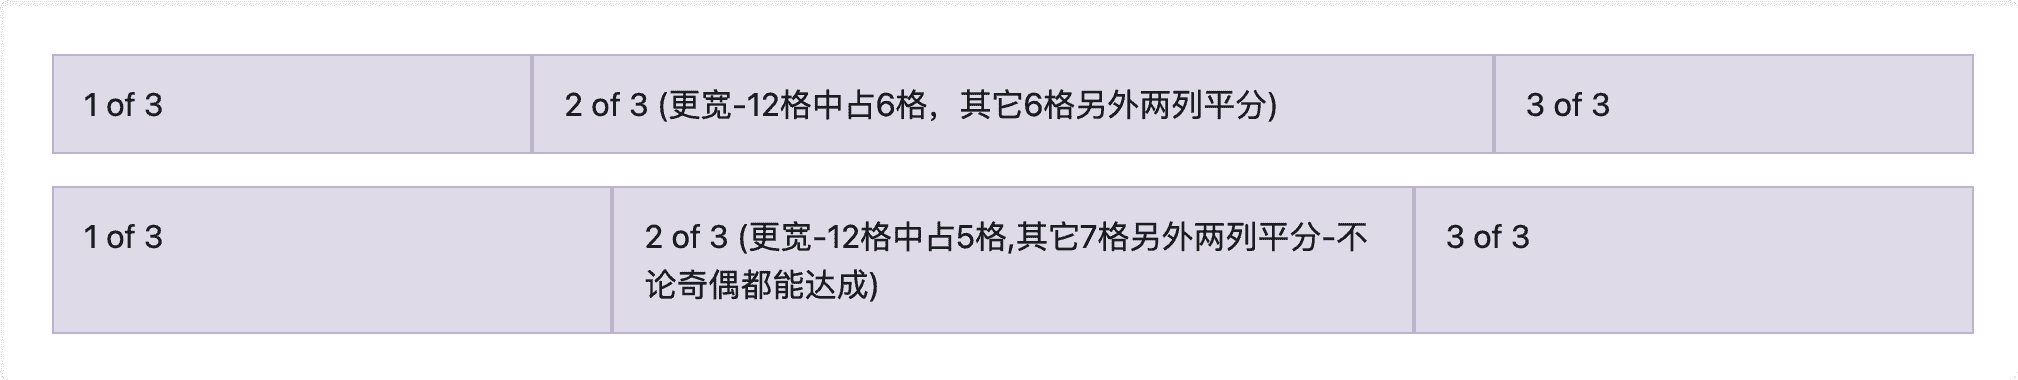 1 of 3
2 of 3 (更宽-12格中占6格，其它6格另外两列平分)
3 of 3
1 of 3
2 of 3 (更宽-12格中占5格,其它7格另外两列平分-不
论奇偶都能达成)
3 of 3